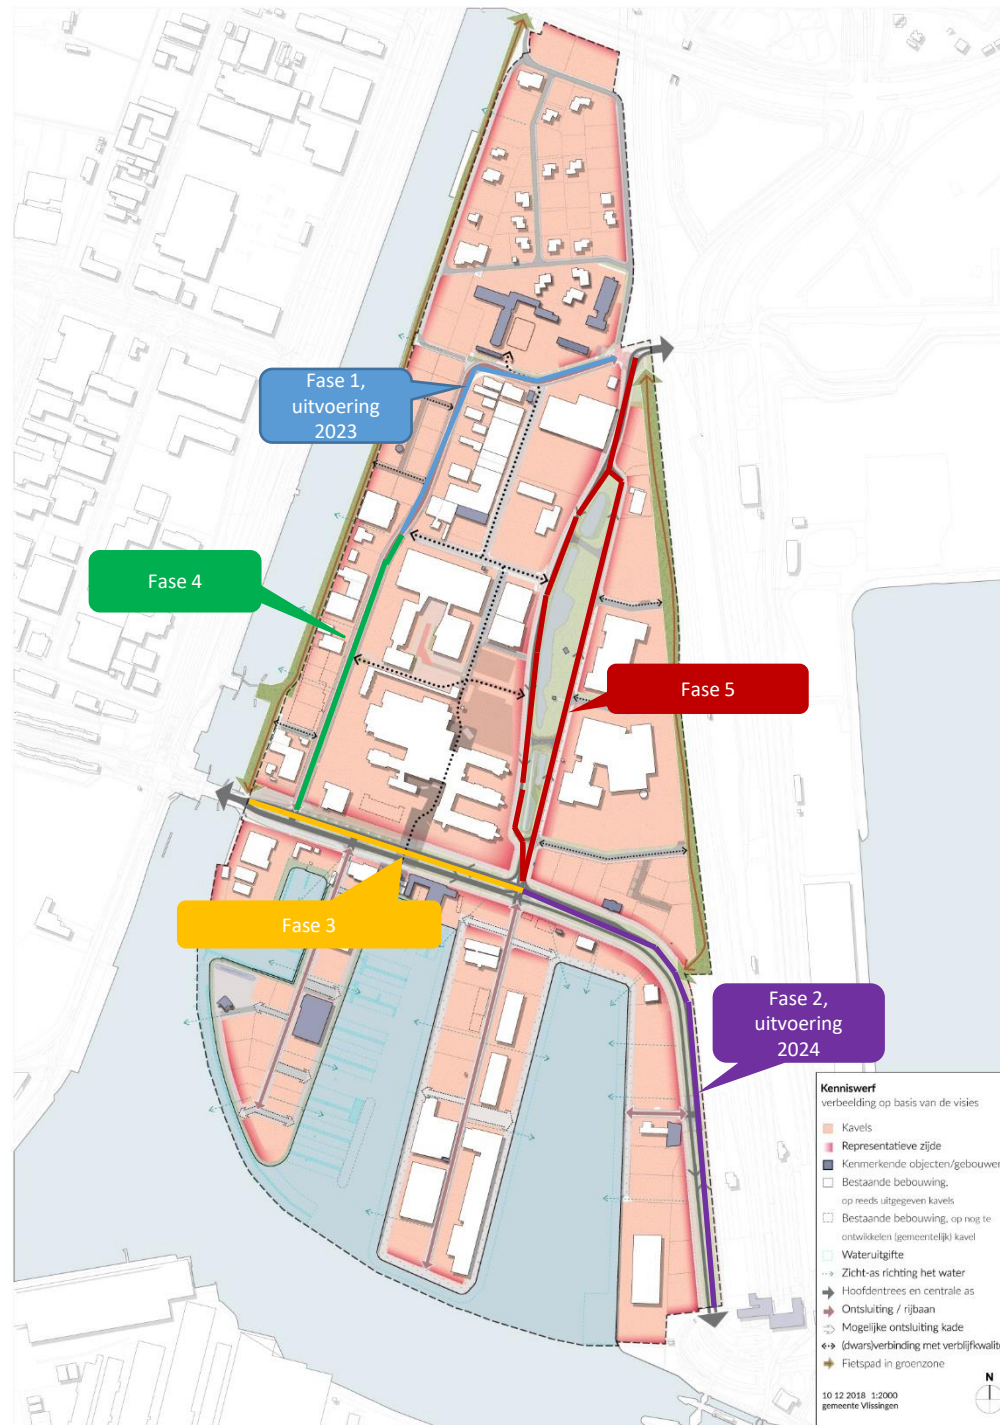 Fase 1,
uitvoering
2023
Fase 4
Fase 5
Fase 3
Fase 2,
uitvoering
2024
Kenniswerf
verbeelding op basis van de visies
Kavels
Representatieve zijde
Kenmerkende objecten/gebouwen
Bestaande bebouwing,
op reeds uitgegeven kavels
Bestaande bebouwing, op nog te
ontwikkelen (gemeentelijk) kavel
Wateruitgifte
Zicht-as richting het water
Hoofdentrees en centrale as
Ontsluiting / rijbaan
Mogelijke ontsluiting kade
(dwars)verbinding met verblijfkwalite
Fietspad in groenzone
N
10 12 2018 1:2000
gemeente Vlissingen